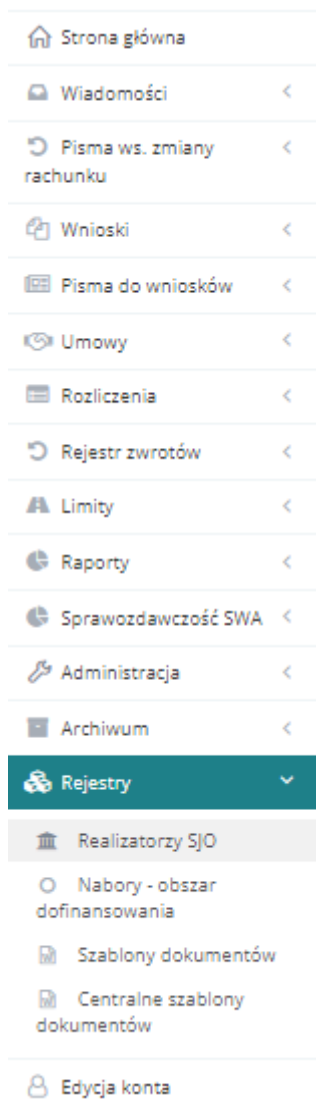 Strona główna
Wiadomości
Pisma ws. zmiany
rachunku
Wnioski
Pisma do wniosków
Umowy
Rozliczenia
Rejestr zwrotów
Limity
Raporty
Sprawozdawczość SWA
Administracja
Archiwum
Rejestry
Realizatorzy SJO
Nabory - obszar
dofinansowania
Szablony dokumentów
Centralne szablony
dokumentów
Edycja konta